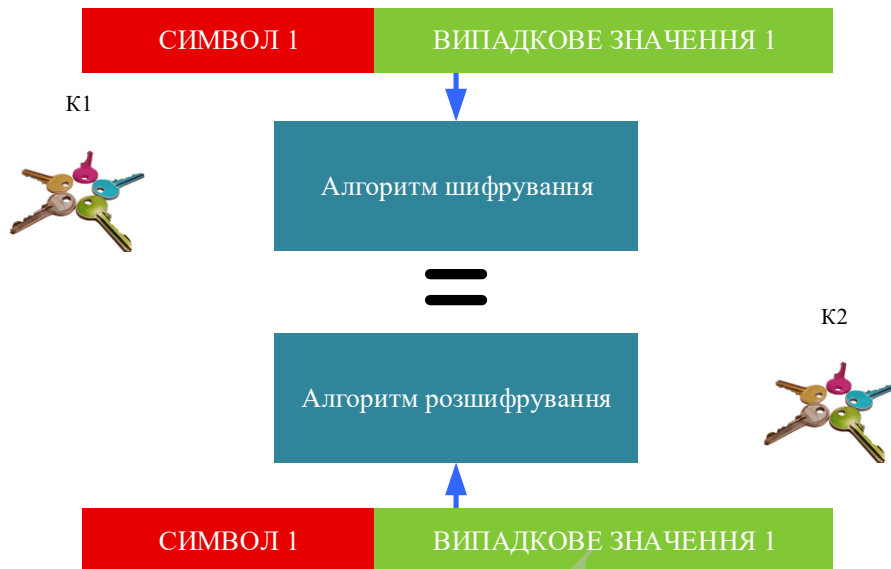 СИМВОЛ 1 ВИПАДКОВЕ ЗНАЧЕННЯ 1
К1
Алгоритм шифрування
=
К2
Алгоритм розшифрування
СИМВОЛ 1 ВИПАДКОВЕ ЗНАЧЕННЯ 1